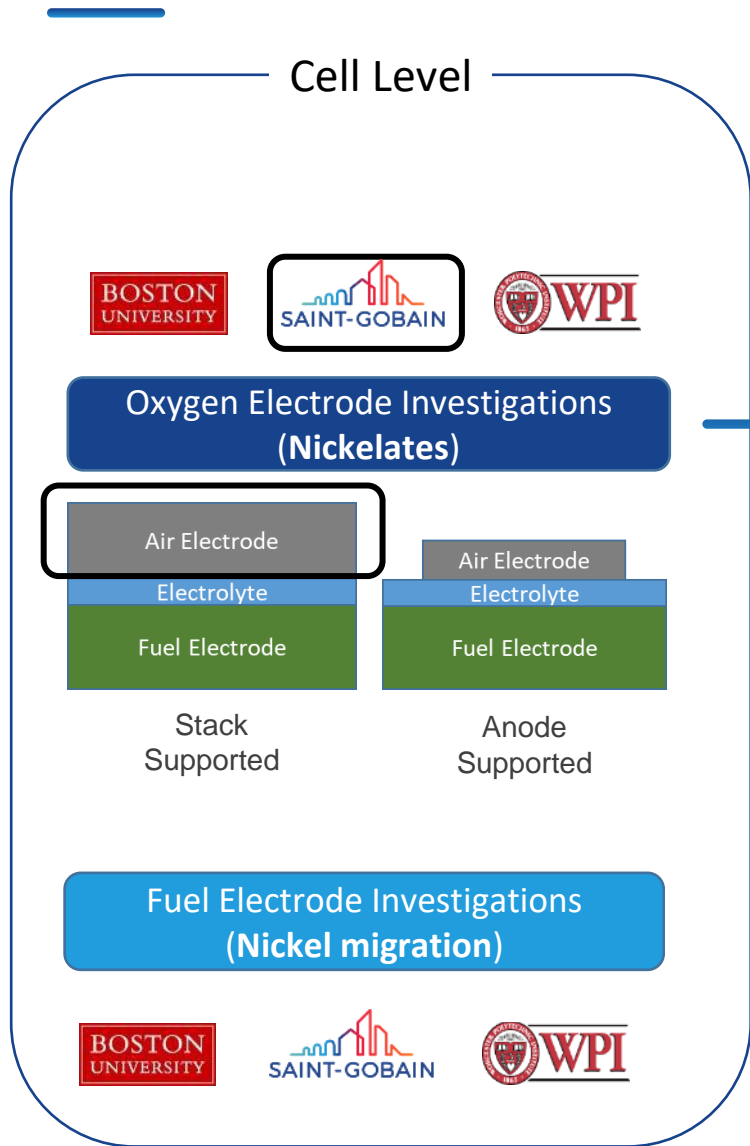 Cell Level
BOSTON
UNIVERSITY
SAINT-GOBAIN
WPI
Oxygen Electrode Investigations
(Nickelates)
Air Electrode
Electrolyte
Fuel Electrode
Air Electrode
Electrolyte
Fuel Electrode
Stack
Supported
Anode
Supported
Fuel Electrode Investigations
(Nickel migration)
BOSTON
UNIVERSITY
SAINT-GOBAIN
WPI